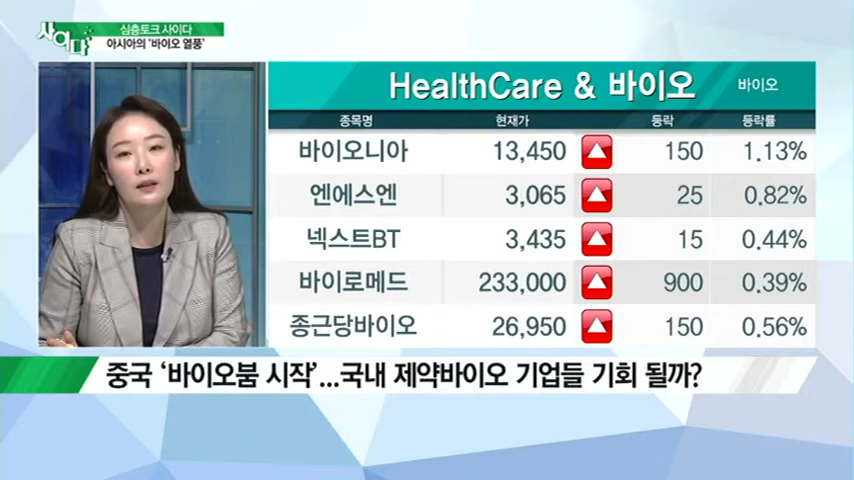 사이다
심층토크 사이다
아시아의 '바이오 열풍'
HealthCare & 바이오 바이오
종목명 현재가 등락 등락률
바이오니아 13,450 150 1.13%
엔에스엔 3,065 25 0.82%
넥스트BT 3,435 15 0.44%
바이로메드 233,000 900 0.39%
종근당바이오 26,950 150 0.56%
중국 '바이오붐 시작'...국내 제약바이오 기업들 기회 될까?